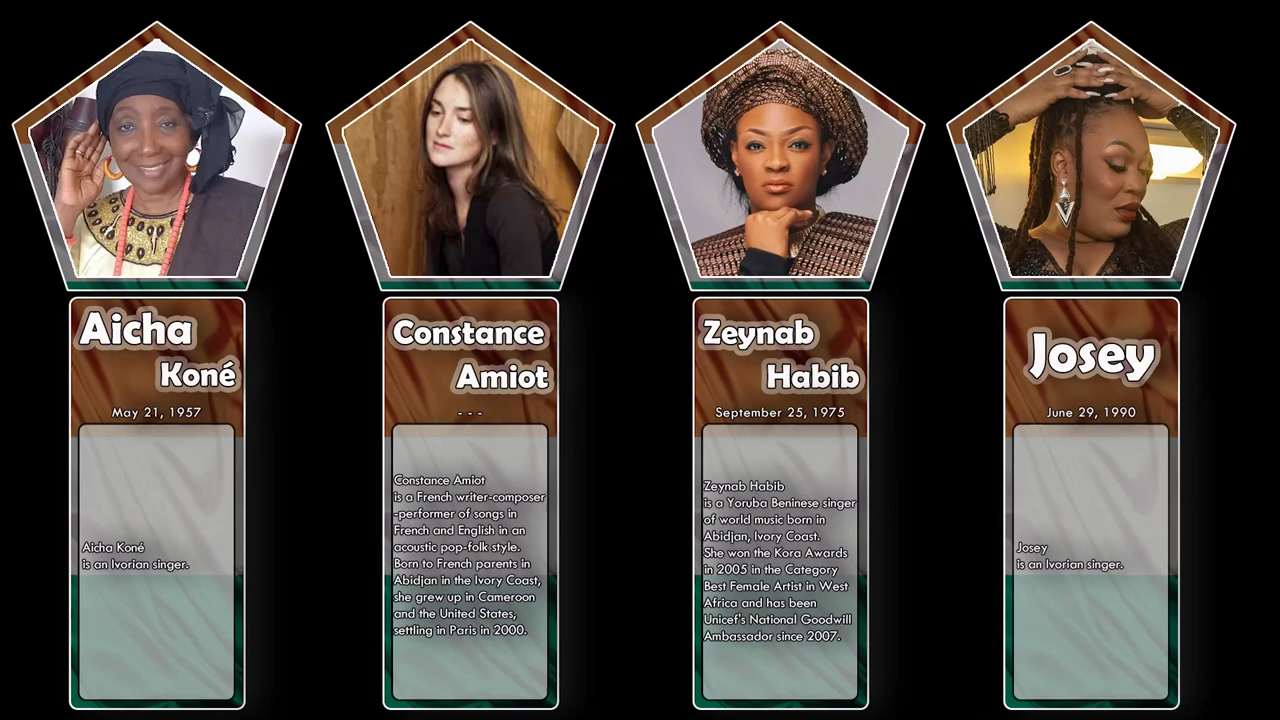 Aicha
Koné
May 21, 1957
Aicha Koné
is an Ivorian singer.
Constance
Amiot
- - -
Constance Amiot
is a French writer-composer
-performer of songs in
French and English in an
acoustic pop-folk style.
Born to French parents in
Abidjan in the Ivory Coast,
she grew up in Cameroon
and the United States,
settling in Paris in 2000.
Zeynab
Habib
September 25, 1975
Zeynab Habib
is a Yoruba Beninese singer
of world music born in
Abidjan, Ivory Coast.
She won the Kora Awards
in 2005 in the Category
Best Female Artist in West
Africa and has been
Unicef's National Goodwill
Ambassador since 2007.
Josey
June 29, 1990
Josey
is an Ivorian singer.